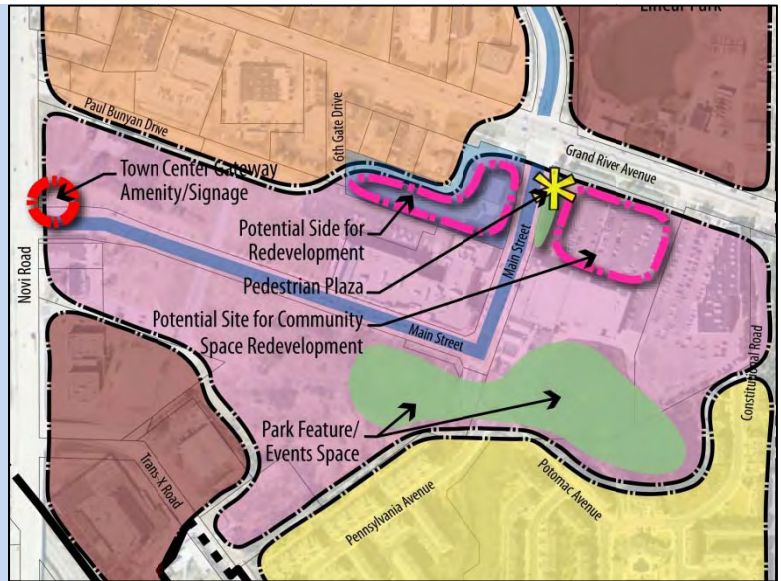 Linear Park
Paul Bunyan Drive
6th Gate Drive
Grand River Avenue
Town Center Gateway
Amenity/Signage
Potential Side for
Redevelopment
Main Street
Pedestrian Plaza
Novi Road
Potential Site for Community
Space Redevelopment
Main Street
Constitutional Road
Park Feature/
Events Space
Trans-X Road
Potomac Avenue
Pennsylvania Avenue